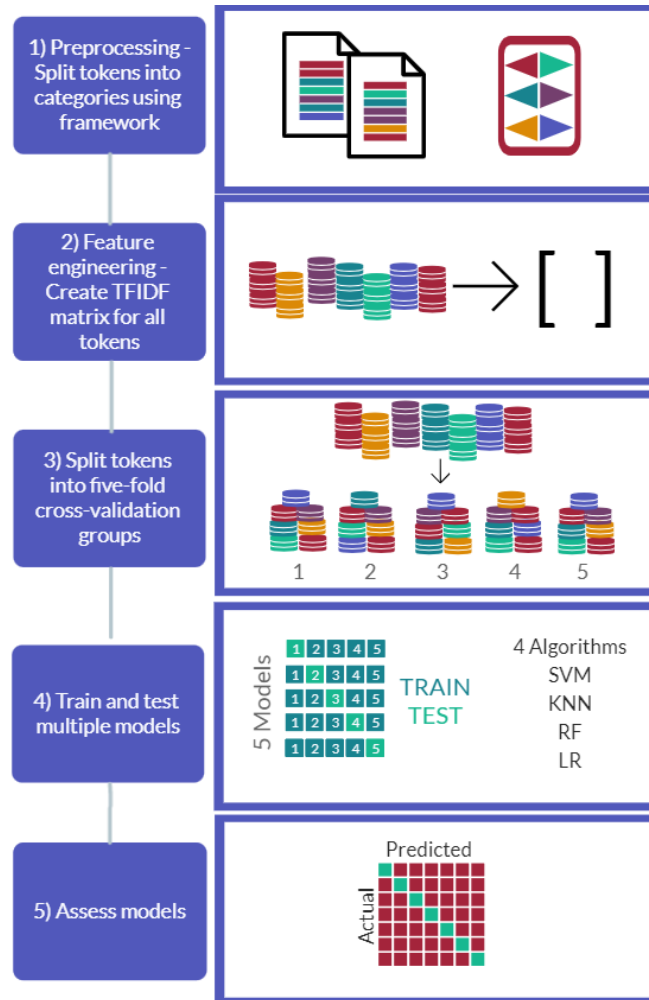 1) Preprocessing -
Split tokens into
categories using
framework
2) Feature
engineering -
Create TFIDF
matrix for all
tokens
[ ]
3) Split tokens
into five-fold
cross-validation
groups
1 2 3 4 5
4) Train and test
multiple models
5 Models
1 2 3 4 5
1 2 3 4 5
1 2 3 4 5
1 2 3 4 5
1 2 3 4 5
TRAIN
TEST
4 Algorithms
SVM
KNN
RF
LR
5) Assess models
Predicted
Actual